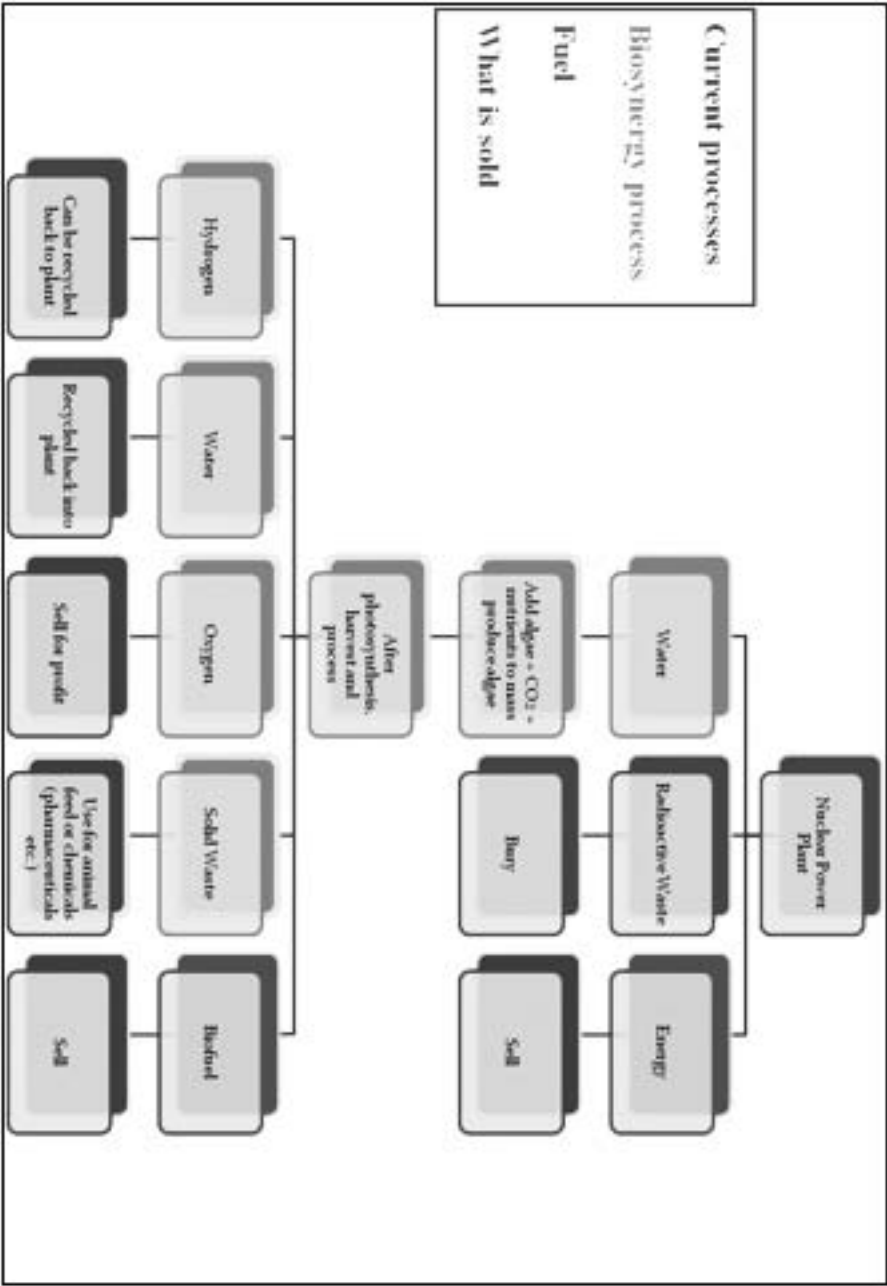 Current processes
Biosynergy process
Fuel
What is sold
Nuclear Power
Plant
Water
Radioactive Waste
Energy
Add algae + CO2 +
nutrients to mass
produce algae
Bury
Sell
After
photosynthesis,
harvest and
process
Hydrogen
Water
Oxygen
Solid Waste
Biofuel
Can be recycled
back to plant
Recycled back into
plant
Sell for profit
Use for animal
feed or chemicals
(pharmaceuticals
etc.)
Sell